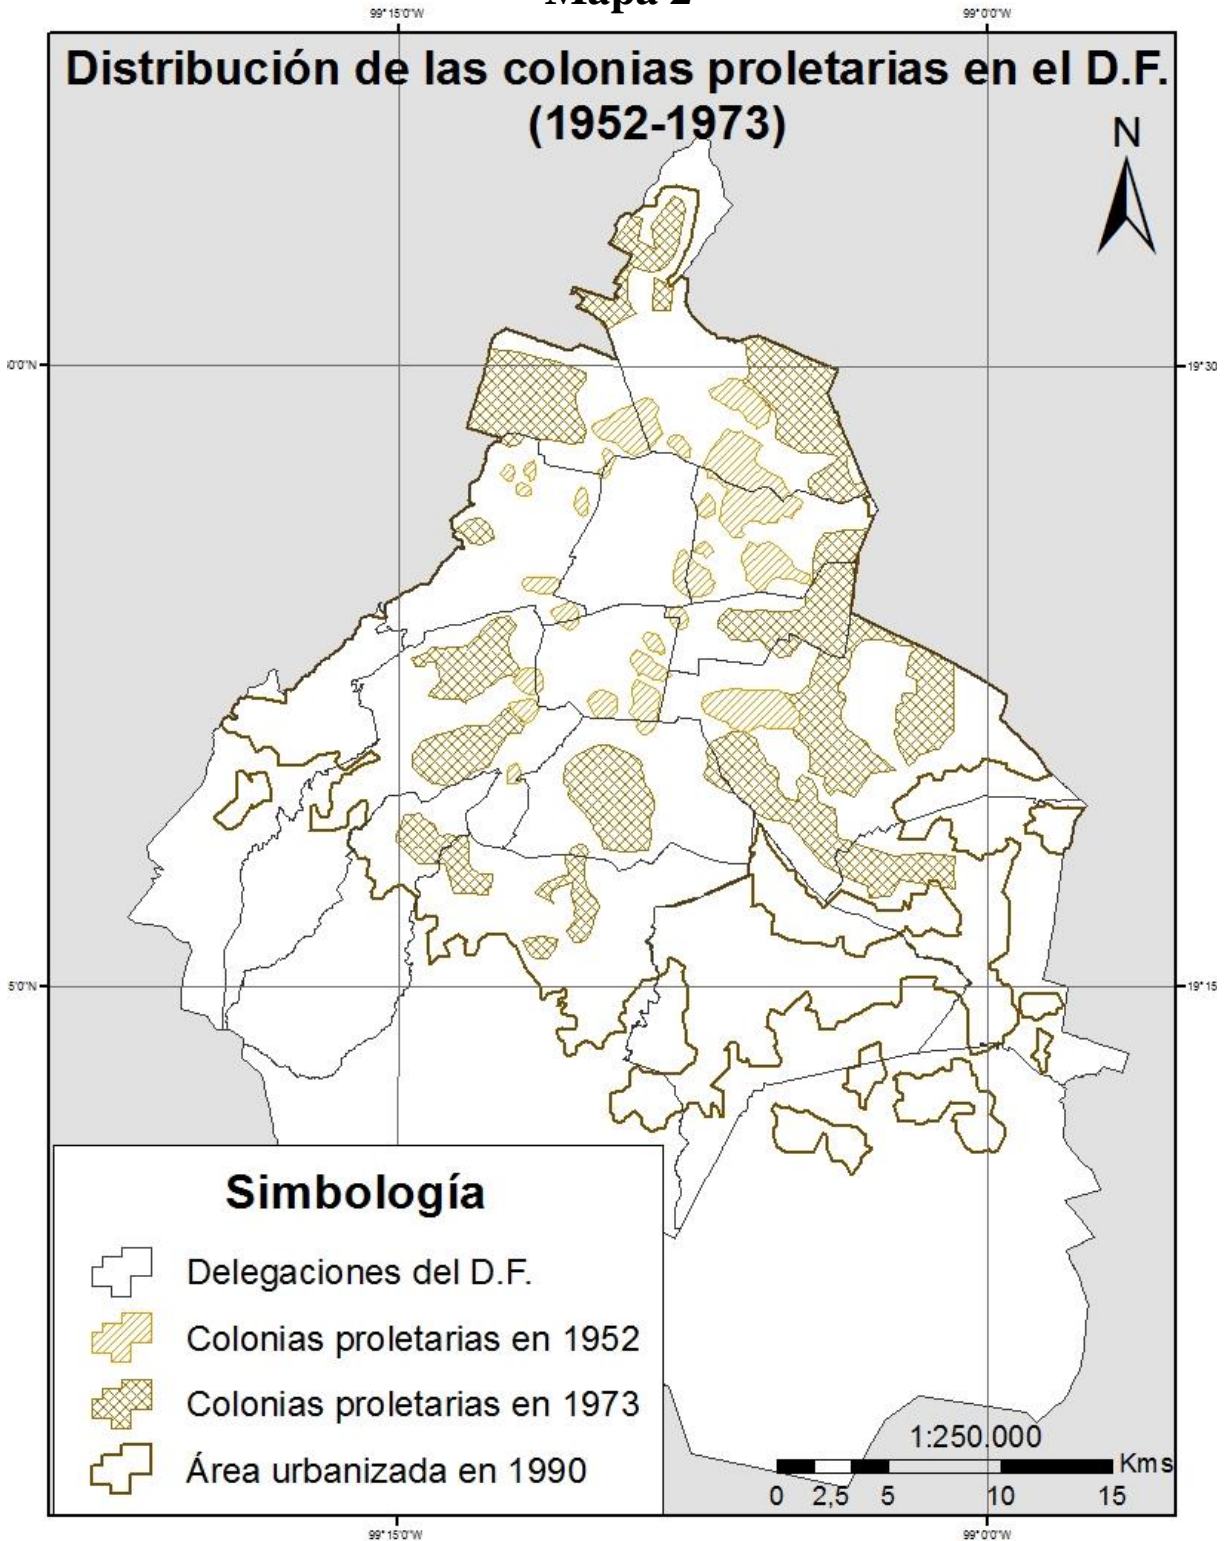 Mapa 2
99°15'0"W
99°0'0"W
Distribución de las colonias proletarias en el D.F.
(1952-1973)
N
0'0"N
19°30
5'0"N
19°15
Simbología
Delegaciones del D.F.
Colonias proletarias en 1952
Colonias proletarias en 1973
Área urbanizada en 1990
1:250.000
Kms
0 2,5 5 10 15
99°15'0"W
99°0'0"W